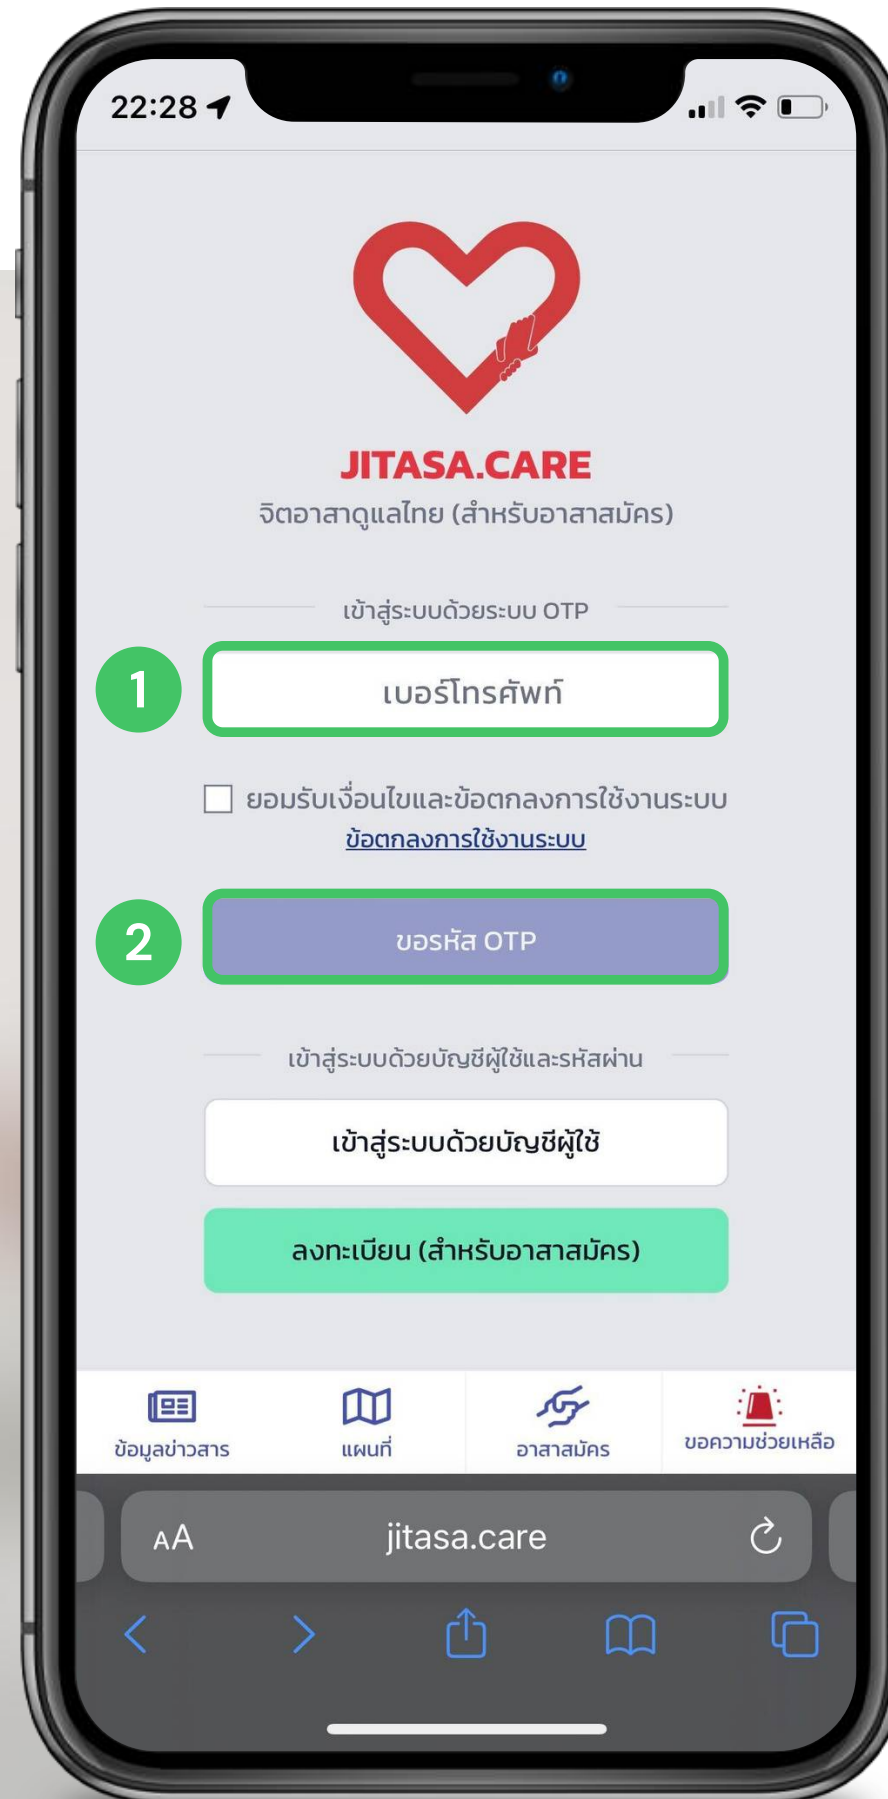 22:28
JITASA.CARE
จิตอาสาดูแลไทย (สำหรับอาสาสมัคร)
เข้าสู่ระบบด้วยระบบ OTP
1
เบอร์โทรศัพท์
ยอมรับเงื่อนไขและข้อตกลงการใช้งานระบบ
ข้อตกลงการใช้งานระบบ
2
ขอรหัส OTP
เข้าสู่ระบบด้วยบัญชีผู้ใช้และรหัสผ่าน
เข้าสู่ระบบด้วยบัญชีผู้ใช้
ลงทะเบียน (สำหรับอาสาสมัคร)
ข้อมูลข่าวสาร แผนที่ อาสาสมัคร ขอความช่วยเหลือ
AA jitasa.care